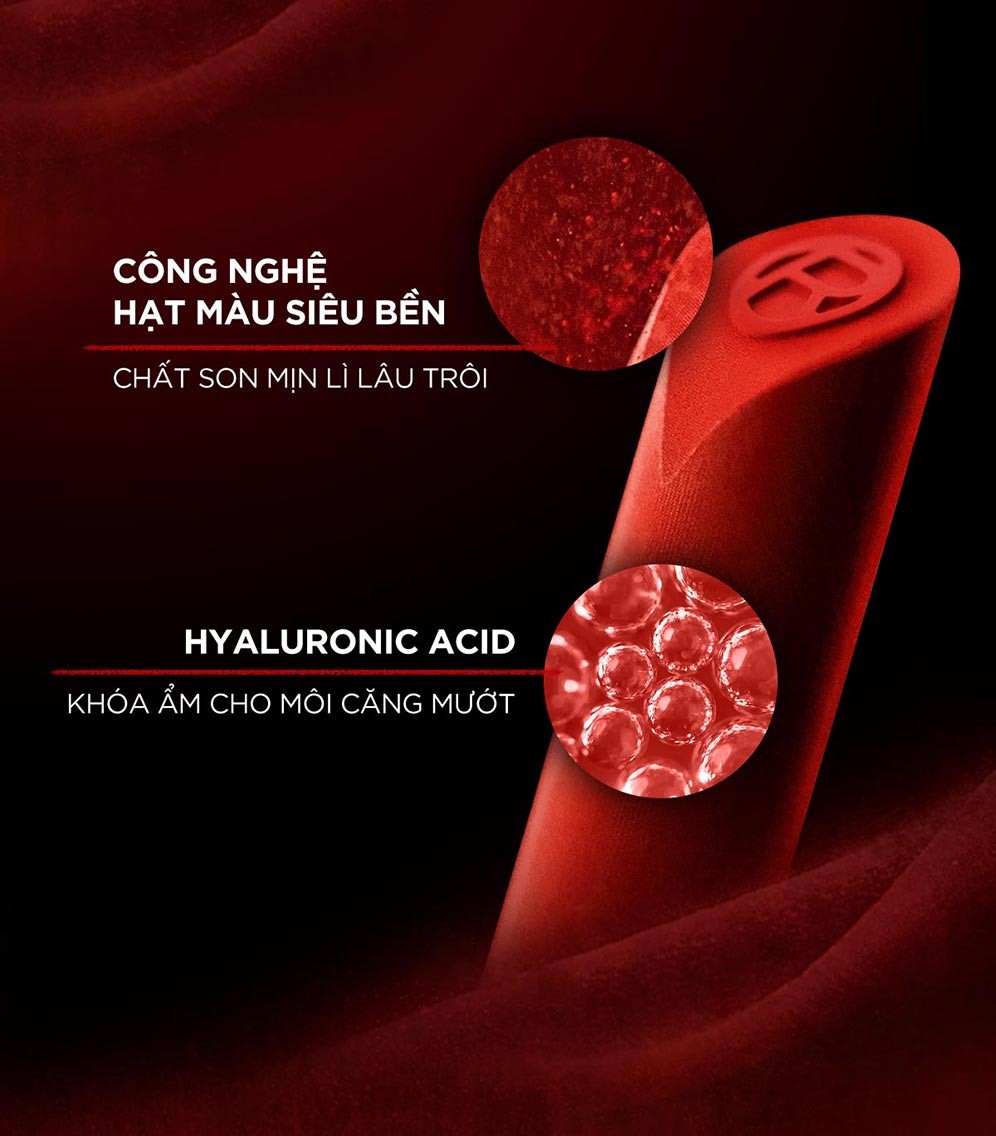 CÔNG NGHỆ
HẠT MÀU SIÊU BỀN
CHẤT SON MỊN LÌ LÂU TRÔI
HYALURONIC ACID
KHÓA ẨM CHO MÔI CĂNG MƯỚT